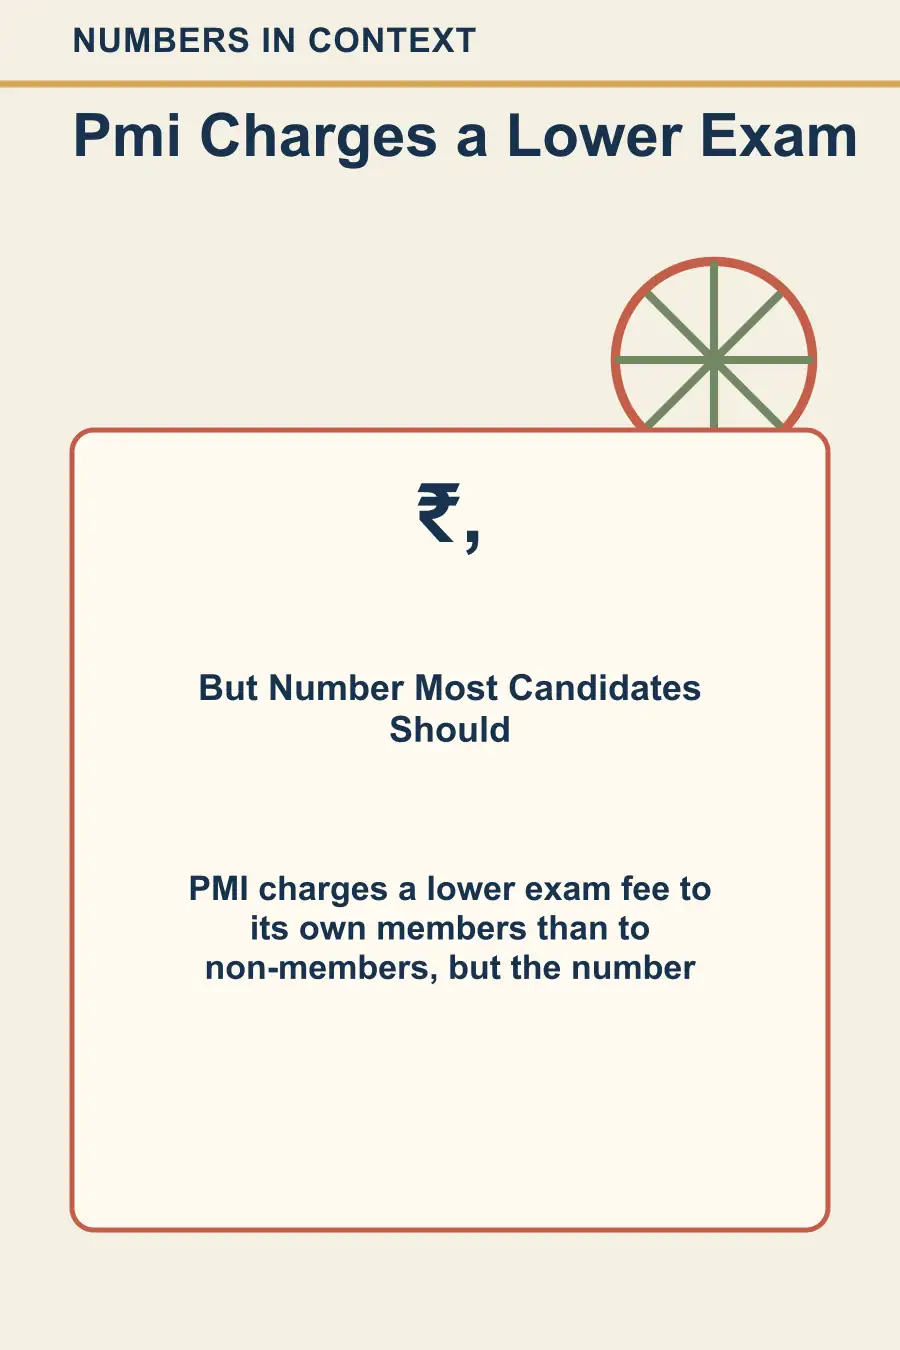 NUMBERS IN CONTEXT
Pmi Charges a Lower Exam
₹,
But Number Most Candidates
Should
PMI charges a lower exam fee to
its own members than to
non-members, but the number